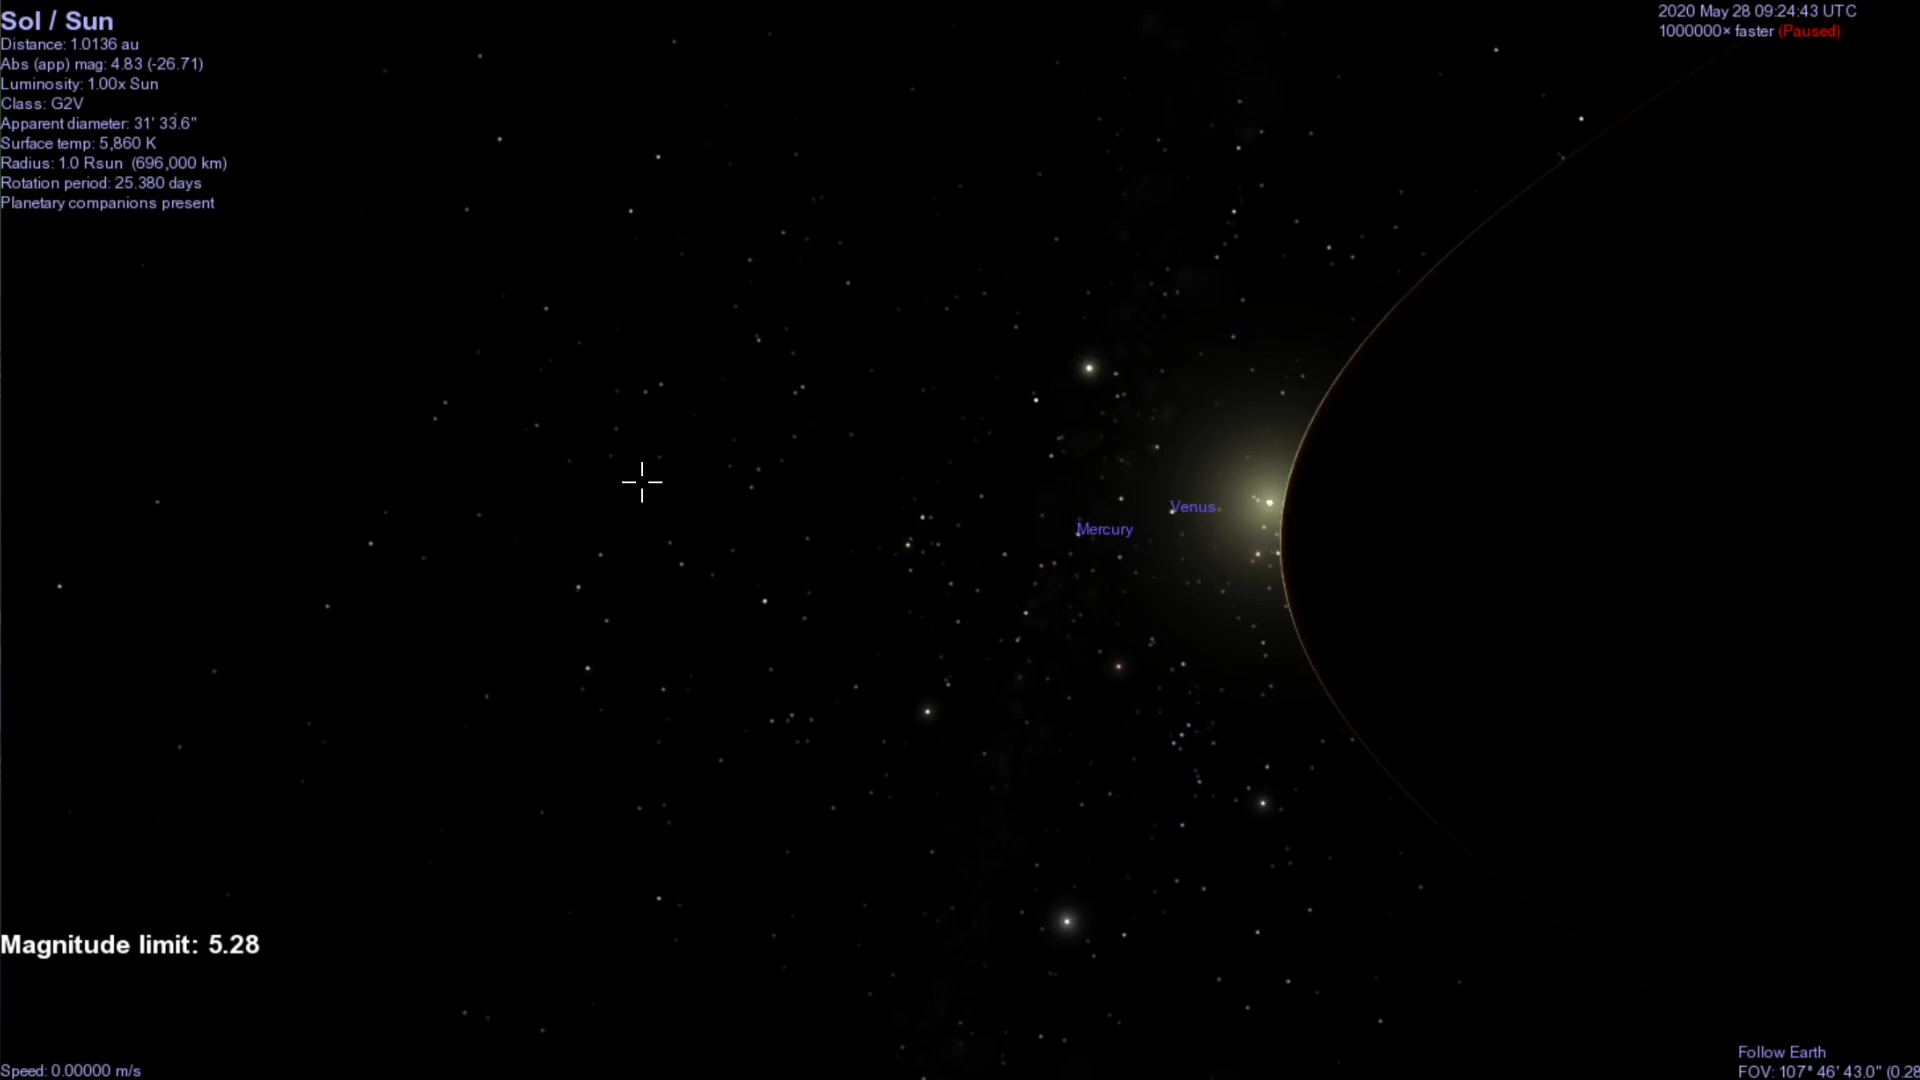 Sol / Sun
Distance: 1.0136 au
Abs (app) mag: 4.83 (-26.71)
Luminosity: 1.00x Sun
Class: G2V
Apparent diameter: 31' 33.6"
Surface temp: 5,860 K
Radius: 1.0 Rsun (696,000 km)
Rotation period: 25.380 days
Planetary companions present
2020 May 28 09:24:43 UTC
1000000× faster (Paused)
Venus
Mercury
Magnitude limit: 5.28
Speed: 0.00000 m/s
Follow Earth
FOV: 107° 46' 43.0" (0.28